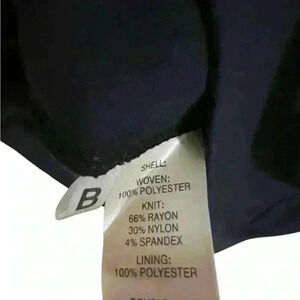 B
SHELL:
WOVEN:
100% POLYESTER
KNIT:
66% RAYON
30% NYLON
4% SPANDEX
LINING:
100% POLYESTER